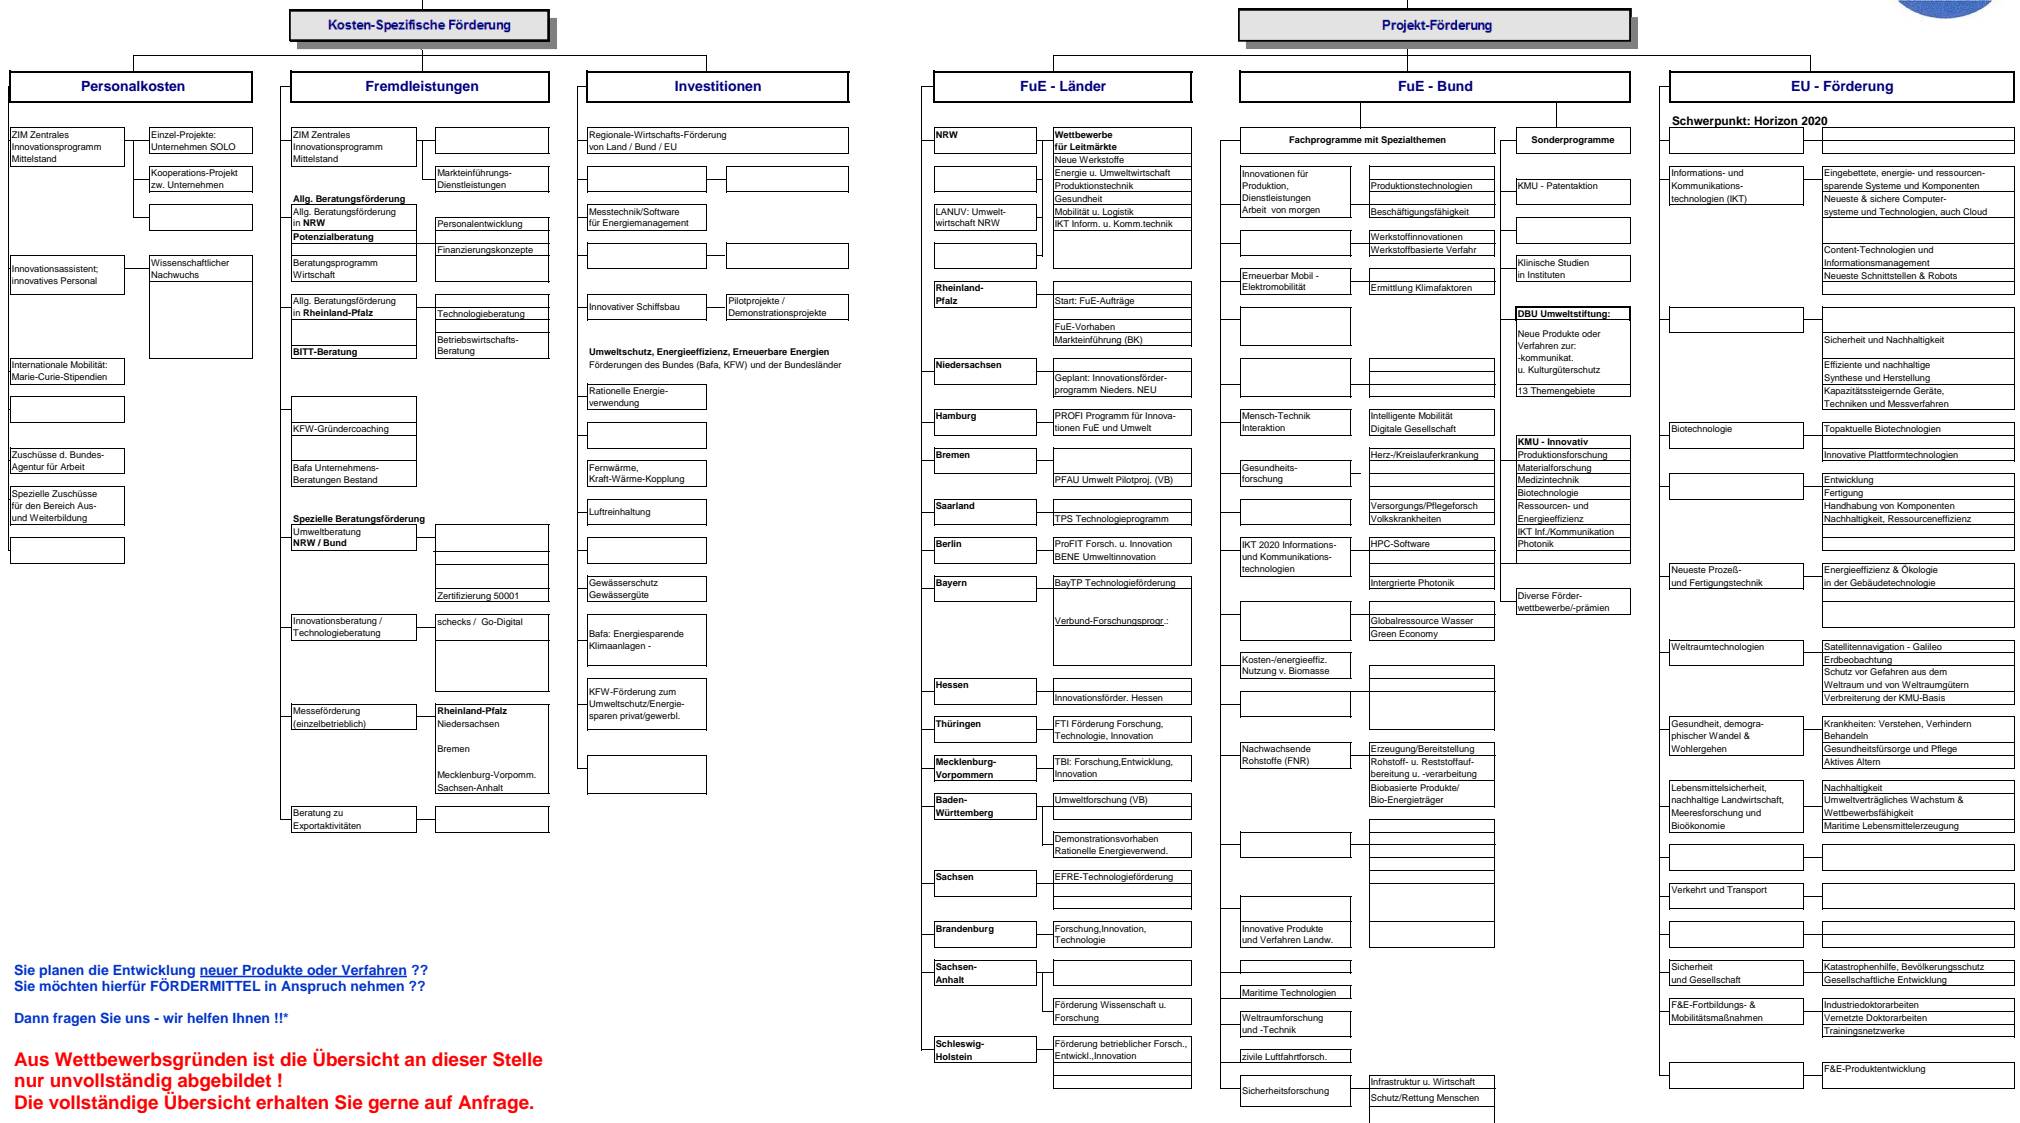 Kosten-Spezifische Förderung
Personalkosten
ZIM Zentrales
Innovationsprogramm
Mittelstand
Einzel-Projekte:
Unternehmen SOLO
Kooperations-Projekt
zw. Unternehmen
Innovationsassistent;
innovatives Personal
Wissenschaftlicher
Nachwuchs
Internationale Mobilität:
Marie-Curie-Stipendien
Zuschüsse d. Bundes-
Agentur für Arbeit
Spezielle Zuschüsse
für den Bereich Aus-
und Weiterbildung
Fremdleistungen
ZIM Zentrales
Innovationsprogramm
Mittelstand
Markteinführungs-
Dienstleistungen
Allg. Beratungsförderung
Allg. Beratungsförderung
in NRW
Potenzialberatung
Beratungsprogramm
Wirtschaft
Personalentwicklung
Finanzierungskonzepte
Allg. Beratungsförderung
in Rheinland-Pfalz
BITT-Beratung
Technologieberatung
Betriebswirtschafts-
Beratung
KFW-Gründercoaching
Bafa Unternehmens-
Beratungen Bestand
Spezielle Beratungsförderung
Umweltberatung
NRW / Bund
Zertifizierung 50001
Innovationsberatung /
Technologieberatung
schecks / Go-Digital
Messeförderung
(einzelbetrieblich)
Rheinland-Pfalz
Niedersachsen
Bremen
Mecklenburg-Vorpomm.
Sachsen-Anhalt
Beratung zu
Exportaktivitäten
Investitionen
Regionale-Wirtschafts-Förderung
von Land / Bund / EU
Messtechnik/Software
für Energiemanagement
Innovativer Schiffsbau
Pilotprojekte /
Demonstrationsprojekte
Umweltschutz, Energieeffizienz, Erneuerbare Energien
Förderungen des Bundes (Bafa, KFW) und der Bundesländer
Rationelle Energie-
verwendung
Fernwärme,
Kraft-Wärme-Kopplung
Luftreinhaltung
Gewässerschutz
Gewässergüte
Bafa: Energiesparende
Klimaanlagen -
KFW-Förderung zum
Umweltschutz/Energie-
sparen privat/gewerbl.
Projekt-Förderung
FuE - Länder
NRW
LANUV: Umwelt-
wirtschaft NRW
Wettbewerbe
für Leitmärkte
Neue Werkstoffe
Energie u. Umweltwirtschaft
Produktionstechnik
Gesundheit
Mobilität u. Logistik
IKT Inform. u. Komm.technik
Rheinland-
Pfalz
Start: FuE-Aufträge
FuE-Vorhaben
Markteinführung (BK)
Niedersachsen
Geplant: Innovationsförder-
programm Nieders. NEU
Hamburg
PROFI Programm für Innova-
tionen FuE und Umwelt
Bremen
PFAU Umwelt Pilotproj. (VB)
Saarland
TPS Technologieprogramm
Berlin
ProFIT Forsch. u. Innovation
BENE Umweltinnovation
Bayern
BayTP Technologieförderung
Verbund-Forschungsprogr.:
Hessen
Innovationsförder. Hessen
Thüringen
FTI Förderung Forschung,
Technologie, Innovation
Mecklenburg-
Vorpommern
TBI: Forschung,Entwicklung,
Innovation
Baden-
Württemberg
Umweltforschung (VB)
Demonstrationsvorhaben
Rationelle Energieverwend.
Sachsen
EFRE-Technologieförderung
Brandenburg
Forschung,Innovation,
Technologie
Sachsen-
Anhalt
Förderung Wissenschaft u.
Forschung
Schleswig-
Holstein
Förderung betrieblicher Forsch.,
Entwickl.,Innovation
FuE - Bund
Fachprogramme mit Spezialthemen
Innovationen für
Produktion,
Dienstleistungen
Arbeit von morgen
Produktionstechnologien
Beschäftigungsfähigkeit
Werkstoffinnovationen
Werkstoffbasierte Verfahr
Erneuerbar Mobil -
Elektromobilität
Ermittlung Klimafaktoren
Mensch-Technik
Interaktion
Intelligente Mobilität
Digitale Gesellschaft
Gesundheits-
forschung
Herz-/Kreislauferkrankung
Versorgungs/Pflegeforsch
Volkskrankheiten
IKT 2020 Informations-
und Kommunikations-
technologien
HPC-Software
Intergrierte Photonik
Globalressource Wasser
Green Economy
Kosten-/energieeffiz.
Nutzung v. Biomasse
Nachwachsende
Rohstoffe (FNR)
Erzeugung/Bereitstellung
Rohstoff- u. Reststoffauf-
bereitung u. -verarbeitung
Biobasierte Produkte/
Bio-Energieträger
Innovative Produkte
und Verfahren Landw.
Maritime Technologien
Weltraumforschung
und -Technik
zivile Luftfahrtforsch.
Sicherheitsforschung
Infrastruktur u. Wirtschaft
Schutz/Rettung Menschen
Sonderprogramme
KMU - Patentaktion
Klinische Studien
in Instituten
DBU Umweltstiftung:
Neue Produkte oder
Verfahren zur:
-kommunikat.
u. Kulturgüterschutz
13 Themengebiete
KMU - Innovativ
Produktionsforschung
Materialforschung
Medizintechnik
Biotechnologie
Ressourcen- und
Energieeffizienz
IKT Inf./Kommunikation
Photonik
Diverse Förder-
wettbewerbe/-prämien
EU - Förderung
Schwerpunkt: Horizon 2020
Informations- und
Kommunikations-
technologien (IKT)
Eingebettete, energie- und ressourcen-
sparende Systeme und Komponenten
Neueste & sichere Computer-
systeme und Technologien, auch Cloud
Content-Technologien und
Informationsmanagement
Neueste Schnittstellen & Robots
Sicherheit und Nachhaltigkeit
Effiziente und nachhaltige
Synthese und Herstellung
Kapazitätssteigernde Geräte,
Techniken und Messverfahren
Biotechnologie
Topaktuelle Biotechnologien
Innovative Plattformtechnologien
Entwicklung
Fertigung
Handhabung von Komponenten
Nachhaltigkeit, Ressourceneffizienz
Neueste Prozeß-
und Fertigungstechnik
Energieeffizienz & Ökologie
in der Gebäudetechnologie
Weltraumtechnologien
Satellitennavigation - Galileo
Erdbeobachtung
Schutz vor Gefahren aus dem
Weltraum und von Weltraumgütern
Verbreiterung der KMU-Basis
Gesundheit, demogra-
phischer Wandel &
Wohlergehen
Krankheiten: Verstehen, Verhindern
Behandeln
Gesundheitsfürsorge und Pflege
Aktives Altern
Lebensmittelsicherheit,
nachhaltige Landwirtschaft,
Meeresforschung und
Bioökonomie
Nachhaltigkeit
Umweltverträgliches Wachstum &
Wettbewerbsfähigkeit
Maritime Lebensmittelerzeugung
Verkehrt und Transport
Sicherheit
und Gesellschaft
Katastrophenhilfe, Bevölkerungsschutz
Gesellschaftliche Entwicklung
F&E-Fortbildungs- &
Mobilitätsmaßnahmen
Industriedoktorarbeiten
Vernetzte Doktorarbeiten
Trainingsnetzwerke
F&E-Produktentwicklung
Sie planen die Entwicklung neuer Produkte oder Verfahren ??
Sie möchten hierfür FÖRDERMITTEL in Anspruch nehmen ??
Dann fragen Sie uns - wir helfen Ihnen !!*
Aus Wettbewerbsgründen ist die Übersicht an dieser Stelle
nur unvollständig abgebildet !
Die vollständige Übersicht erhalten Sie gerne auf Anfrage.